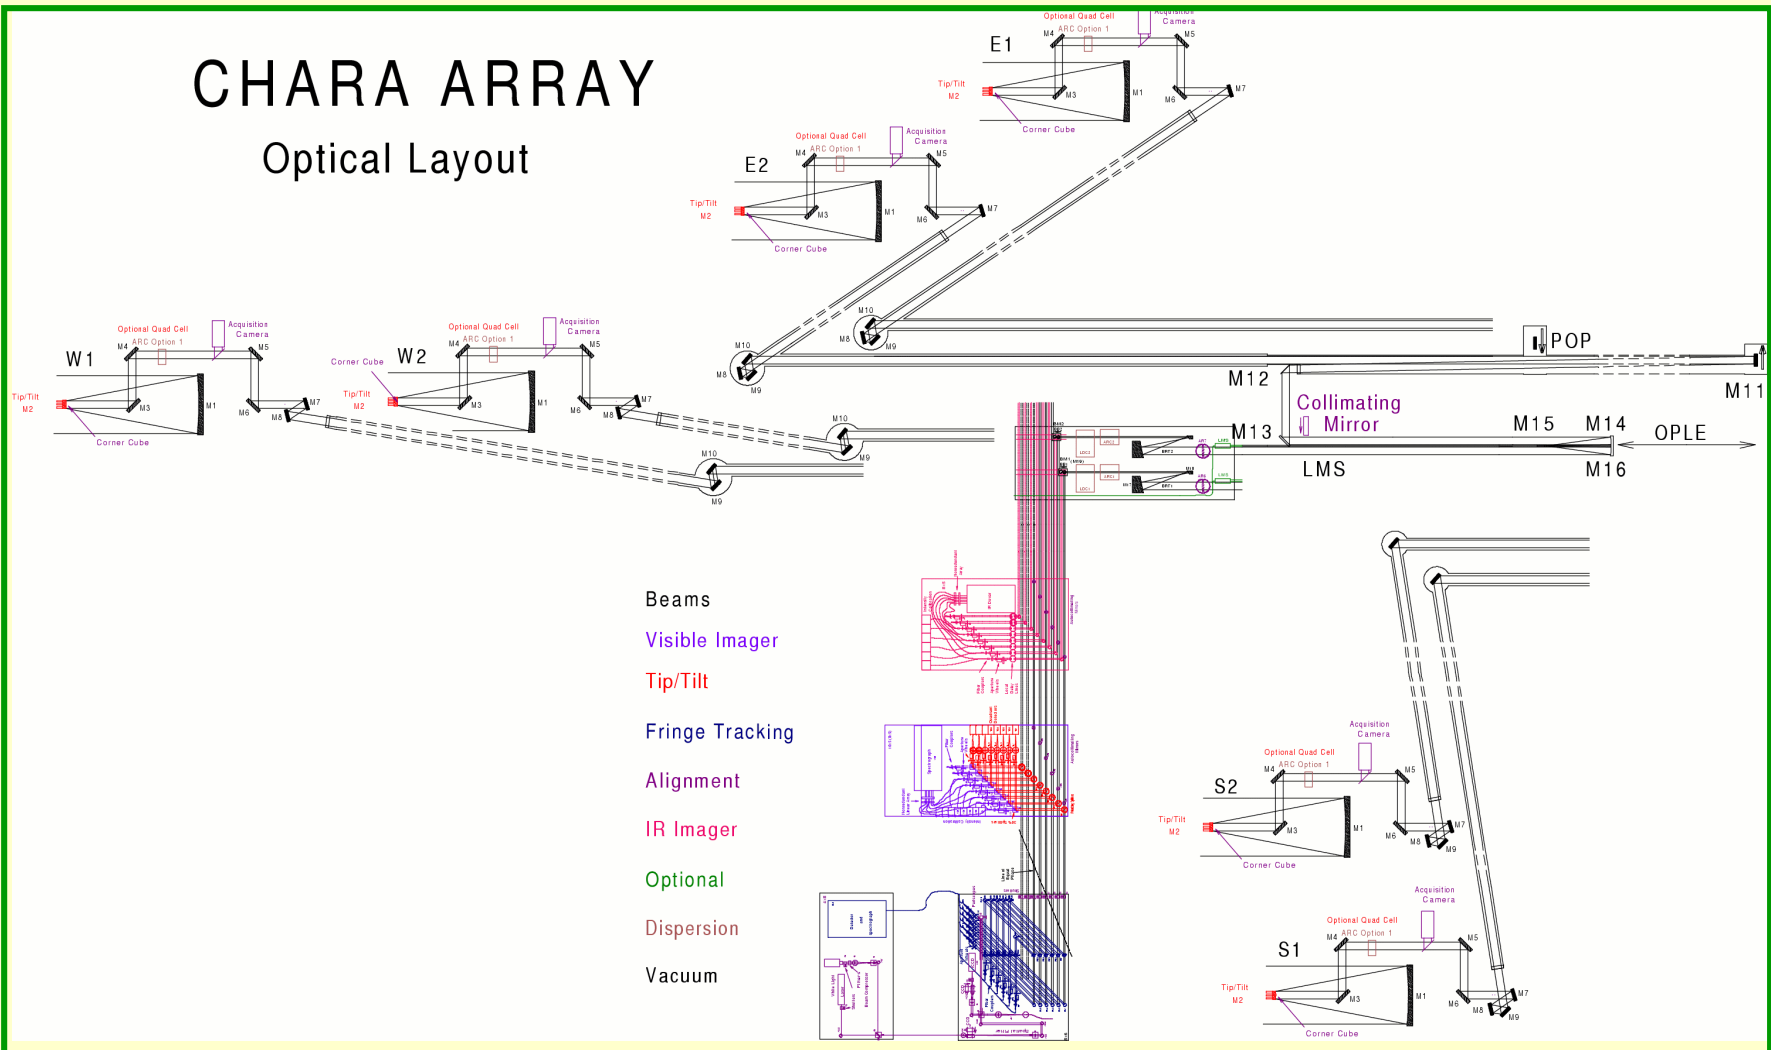 CHARA ARRAY
Optical Layout
E1
Optional Quad Cell
ARC Option 1
Acquisition
Camera
M4
M5
Tip/Tilt
M2
M3
M1
M6
M7
Corner Cube
E2
Optional Quad Cell
ARC Option 1
Acquisition
Camera
M4
M5
Tip/Tilt
M2
M3
M1
M6
M7
Corner Cube
M10
M8
M9
M10
M8
M9
W1
Optional Quad Cell
ARC Option 1
Acquisition
Camera
M4
M5
Tip/Tilt
M2
M3
M1
M6
M7
M8
Corner Cube
W2
Optional Quad Cell
ARC Option 1
Acquisition
Camera
Corner Cube
M4
M5
Tip/Tilt
M2
M3
M1
M6
M7
M8
M10
M9
M10
M9
POP
M12
M11
Collimating
Mirror
M13
M15
M14
OPLE
LMS
M16
Beams
Visible Imager
Tip/Tilt
Fringe Tracking
Alignment
IR Imager
Optional
Dispersion
Vacuum
S2
Optional Quad Cell
ARC Option 1
Acquisition
Camera
M4
M5
Tip/Tilt
M2
M3
M1
M6
M7
M8
M9
Corner Cube
S1
Optional Quad Cell
ARC Option 1
Acquisition
Camera
M4
M5
Tip/Tilt
M2
M3
M1
M6
M7
M8
M9
Corner Cube